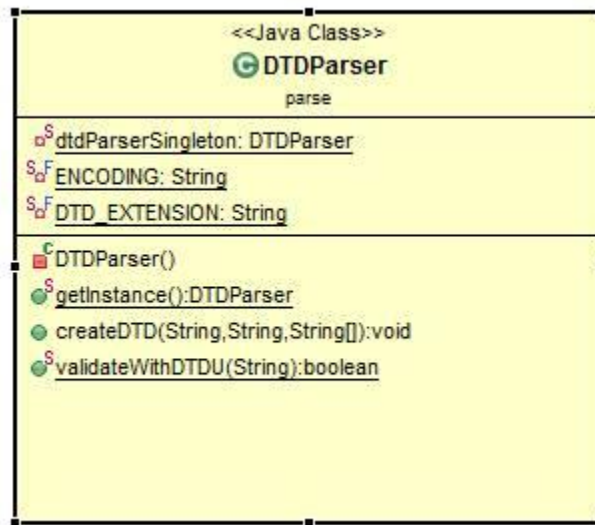 <<Java Class>>
C DTDParser
parse
S dtdParserSingleton: DTDParser
S F ENCODING: String
S F DTD_EXTENSION: String
C DTDParser()
S getInstance():DTDParser
createDTD(String,String,String[]):void
S validateWithDTDU(String):boolean